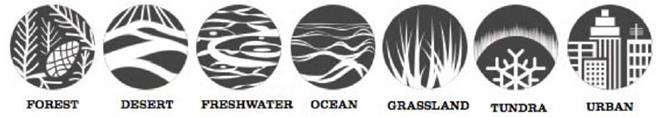 FOREST DESERT FRESHWATER OCEAN GRASSLAND TUNDRA URBAN